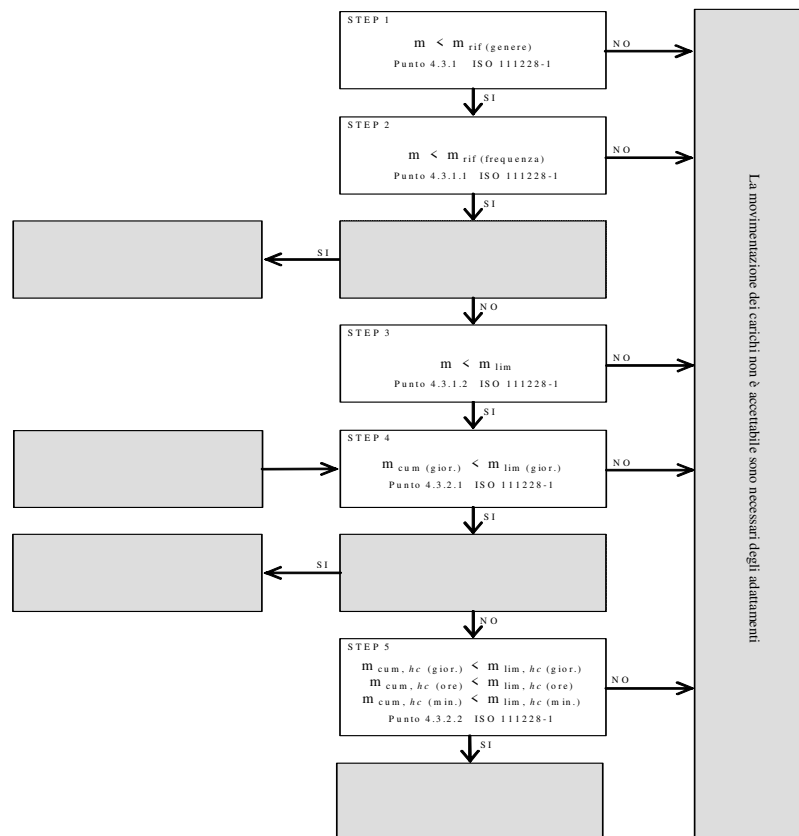 STEP 1
m < m rif (genere)
Punto 4.3.1 ISO 111228-1
NO
SI
STEP 2
m < m rif (frequenza)
Punto 4.3.1.1 ISO 111228-1
NO
SI
SI
NO
STEP 3
m < m lim
Punto 4.3.1.2 ISO 111228-1
NO
SI
STEP 4
m cum (gior.) < m lim (gior.)
Punto 4.3.2.1 ISO 111228-1
NO
SI
SI
NO
STEP 5
m cum, hc (gior.) < m lim, hc (gior.)
m cum, hc (ore) < m lim, hc (ore)
m cum, hc (min.) < m lim, hc (min.)
Punto 4.3.2.2 ISO 111228-1
NO
SI
La movimentazione dei carichi non è accettabile sono necessari degli adattamenti